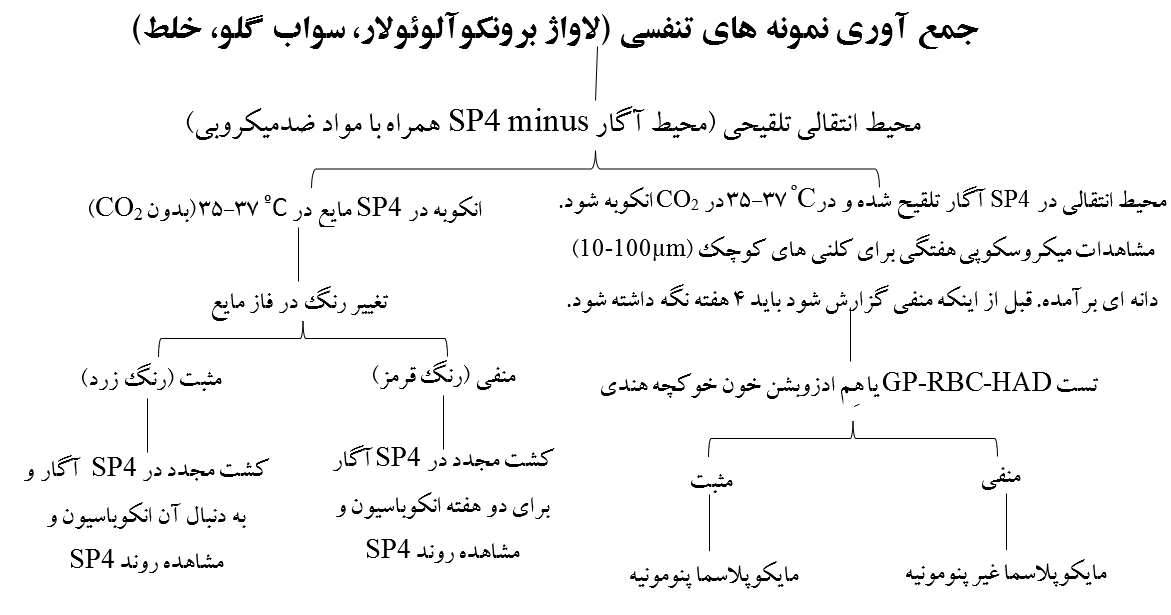 جمع آوری نمونه های تنفسی (لاواژ برونکوآلوئولار، سواب گلو، خلط)
محیط انتقالی تلقیحی (محیط آگار SP4 minus همراه با مواد ضدمیکروبی)
محیط انتقالی در SP4 آگار تلقیح شده و در ۳۷-۳۵ °C در CO₂ انکوبه شود.
مشاهدات میکروسکوپی هفتگی برای کلنی های کوچک (10-100µm)
دانه ای برآمده. قبل از اینکه منفی گزارش شود باید ۴ هفته نگه داشته شود.
تست GP-RBC-HAD یا هِم ادزوبشن خون خوکچه هندی
منفی
مثبت
مایکوپلاسما غیر پنومونیه
مایکوپلاسما پنومونیه
انکوبه در SP4 مایع در ۳۷-۳۵ °C (بدون CO₂)
تغییر رنگ در فاز مایع
منفی (رنگ قرمز)
مثبت (رنگ زرد)
کشت مجدد در SP4 آگار
برای دو هفته انکوباسیون و
مشاهده روند SP4
کشت مجدد در SP4 آگار و
به دنبال آن انکوباسیون و
مشاهده روند SP4